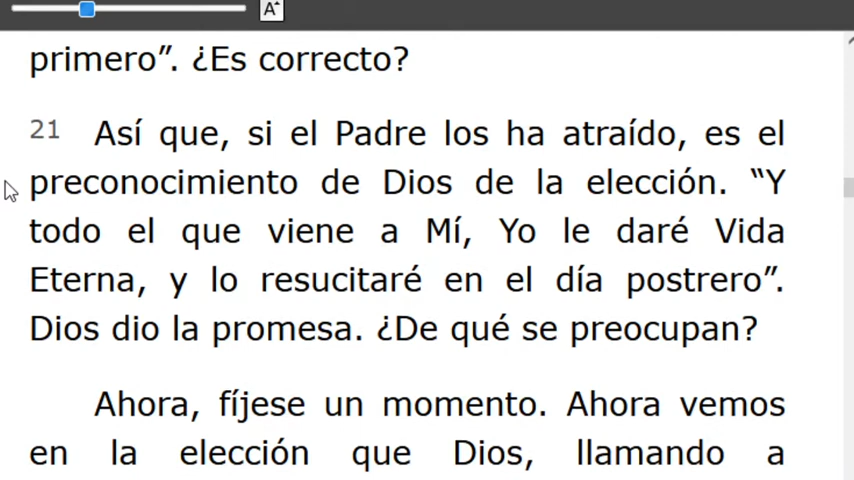 A
primero”. ¿Es correcto?
21 Así que, si el Padre los ha atraído, es el
preconocimiento de Dios de la elección. “Y
todo el que viene a Mí, Yo le daré Vida
Eterna, y lo resucitaré en el día postrero”.
Dios dio la promesa. ¿De qué se preocupan?
Ahora, fíjese un momento. Ahora vemos
en la elección que Dios, llamando a